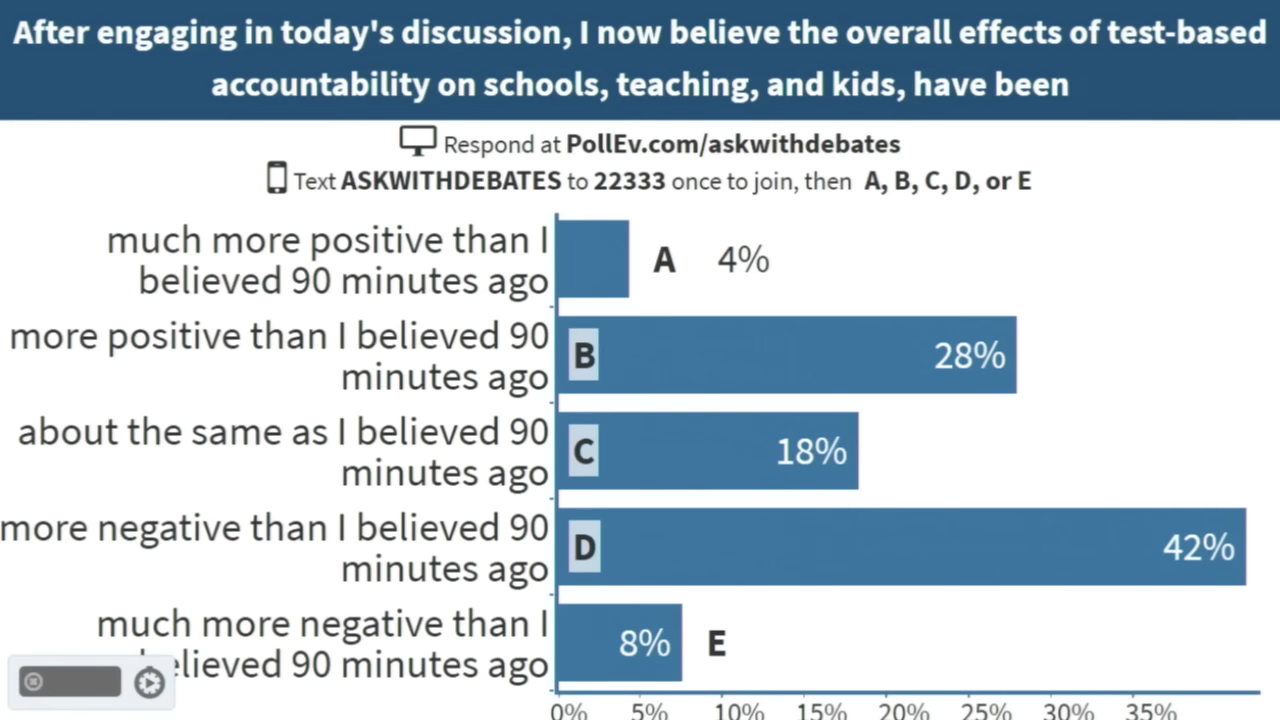 After engaging in today's discussion, I now believe the overall effects of test-based
accountability on schools, teaching, and kids, have been
Respond at PollEv.com/askwithdebates
Text ASKWITHDEBATES to 22333 once to join, then A, B, C, D, or E
much more positive than I
believed 90 minutes ago
A 4%
more positive than I believed 90
minutes ago
B 28%
about the same as I believed 90
minutes ago
C 18%
more negative than I believed 90
minutes ago
D 42%
much more negative than I
believed 90 minutes ago
8% E
0% 5% 10% 15% 20% 25% 30% 35%